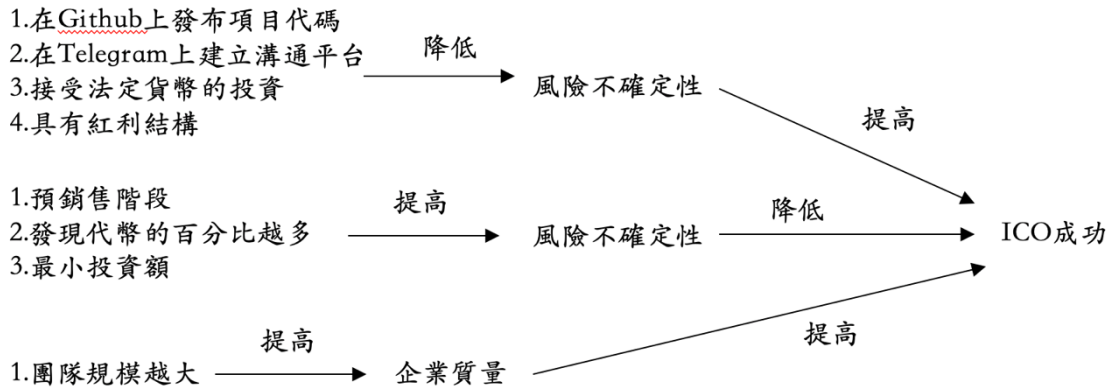 1.在Github上發布項目代碼
2.在Telegram上建立溝通平台
3.接受法定貨幣的投資
4.具有紅利結構
降低
風險不確定性
提高
1.預銷售階段
2.發現代幣的百分比越多
3.最小投資額
提高
風險不確定性
降低
ICO成功
1.團隊規模越大
提高
企業質量
提高